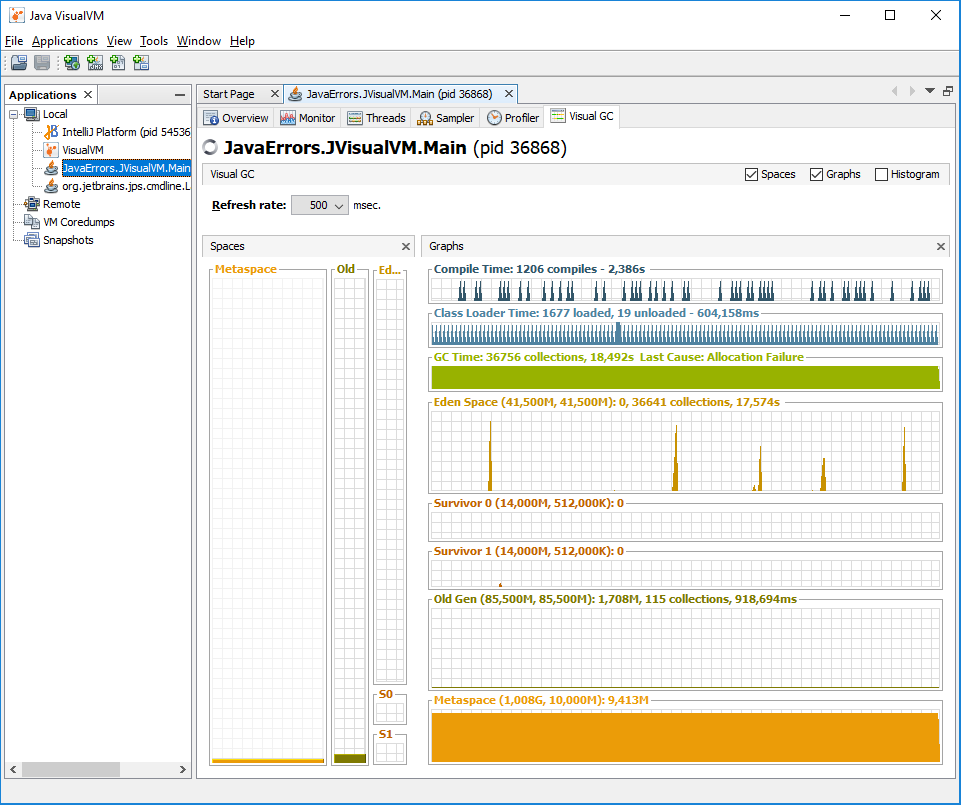 Java VisualVM
File Applications View Tools Window Help
Applications
Local
IntelliJ Platform (pid 54536
VisualVM
JavaErrors.JVisualVM.Main
org.jetbrains.jps.cmdline.L
Remote
VM Coredumps
Snapshots
Start Page JavaErrors.JVisualVM.Main (pid 36868)
Overview Monitor Threads Sampler Profiler Visual GC
JavaErrors.JVisualVM.Main (pid 36868)
Visual GC Spaces Graphs Histogram
Refresh rate: 500 msec.
Spaces
Metaspace Old Ed...
S0
S1
Graphs
Compile Time: 1206 compiles - 2,386s
Class Loader Time: 1677 loaded, 19 unloaded - 604,158ms
GC Time: 36756 collections, 18,492s Last Cause: Allocation Failure
Eden Space (41,500M, 41,500M): 0, 36641 collections, 17,574s
Survivor 0 (14,000M, 512,000K): 0
Survivor 1 (14,000M, 512,000K): 0
Old Gen (85,500M, 85,500M): 1,708M, 115 collections, 918,694ms
Metaspace (1,008G, 10,000M): 9,413M